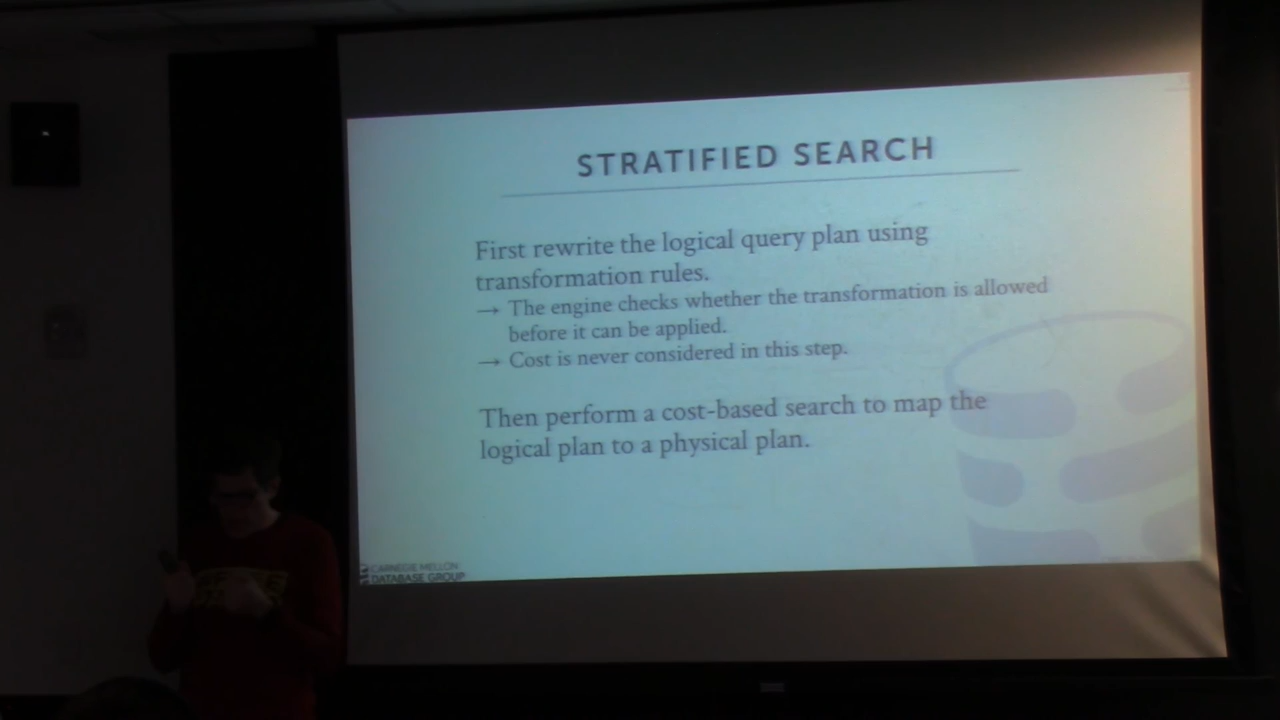 STRATIFIED SEARCH
First rewrite the logical query plan using
transformation rules.
→ The engine checks whether the transformation is allowed
before it can be applied.
→ Cost is never considered in this step.
Then perform a cost-based search to map the
logical plan to a physical plan.
CARNEGIE MELLON
DATABASE GROUP